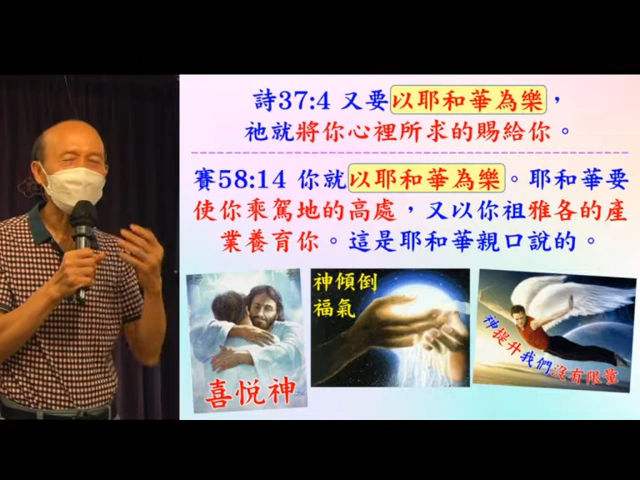 詩37:4 又要以耶和華為樂，
祂就將你心裡所求的賜給你。
賽58:14 你就以耶和華為樂。耶和華要
使你乘駕地的高處，又以你祖雅各的產
業養育你。這是耶和華親口說的。
喜悅神
神傾倒
福氣
神提升我們沒有限量